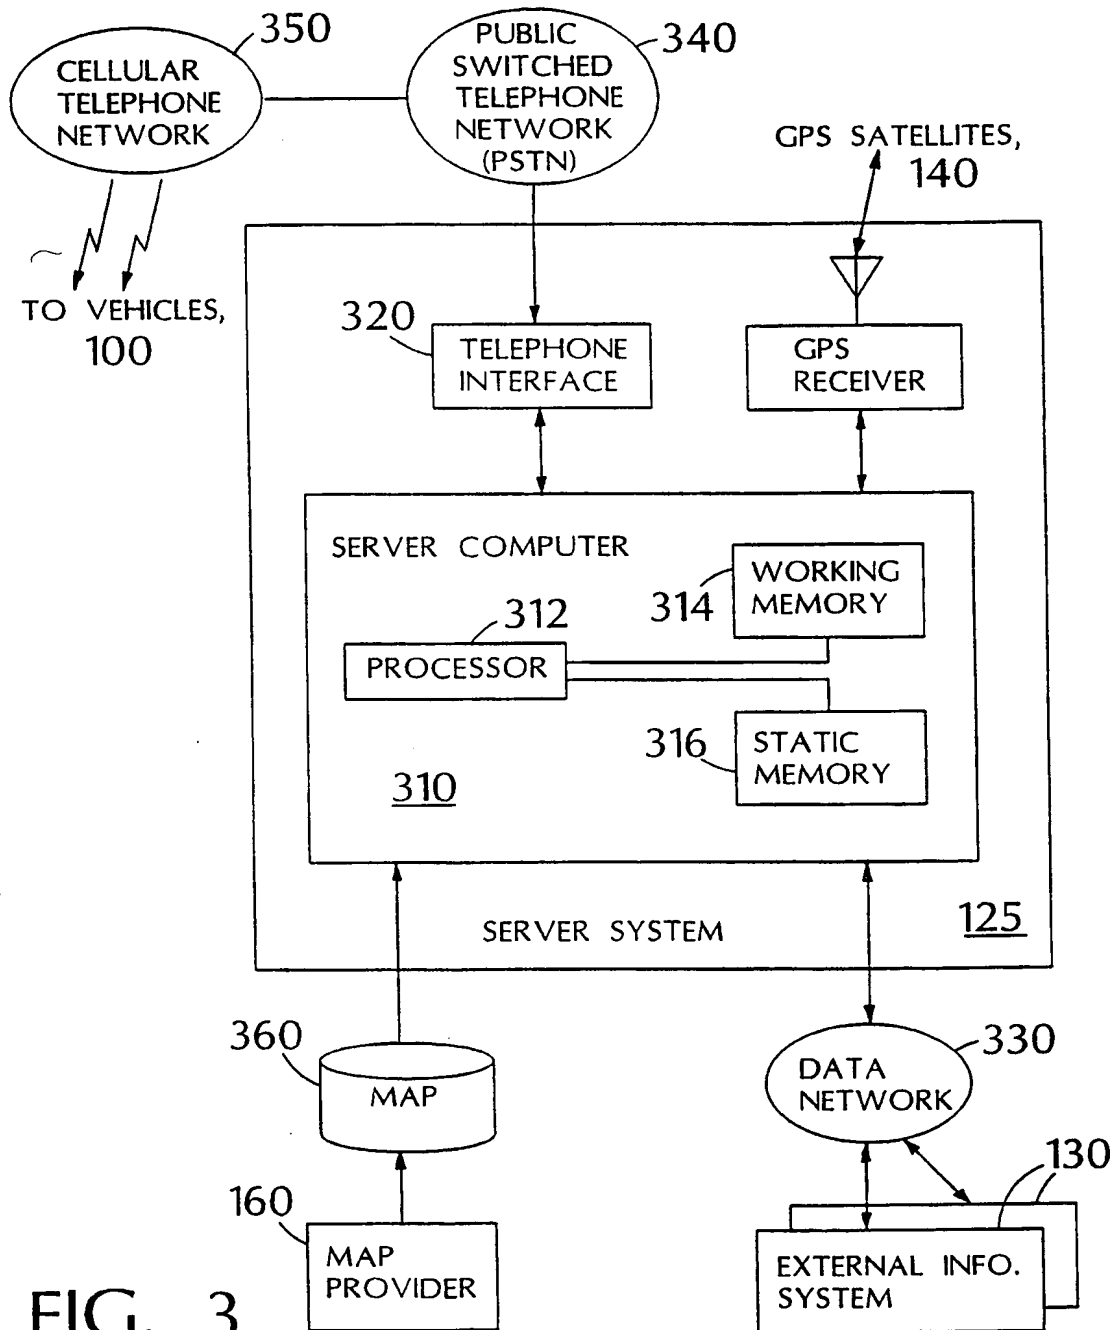 350
CELLULAR
TELEPHONE
NETWORK
PUBLIC
SWITCHED
TELEPHONE
NETWORK
(PSTN)
340
GPS SATELLITES,
140
TO VEHICLES,
100
320
TELEPHONE
INTERFACE
GPS
RECEIVER
SERVER COMPUTER
WORKING
MEMORY
314
312
PROCESSOR
316
STATIC
MEMORY
310
SERVER SYSTEM
125
360
MAP
330
DATA
NETWORK
130
160
MAP
PROVIDER
EXTERNAL INFO.
SYSTEM
FIG. 3